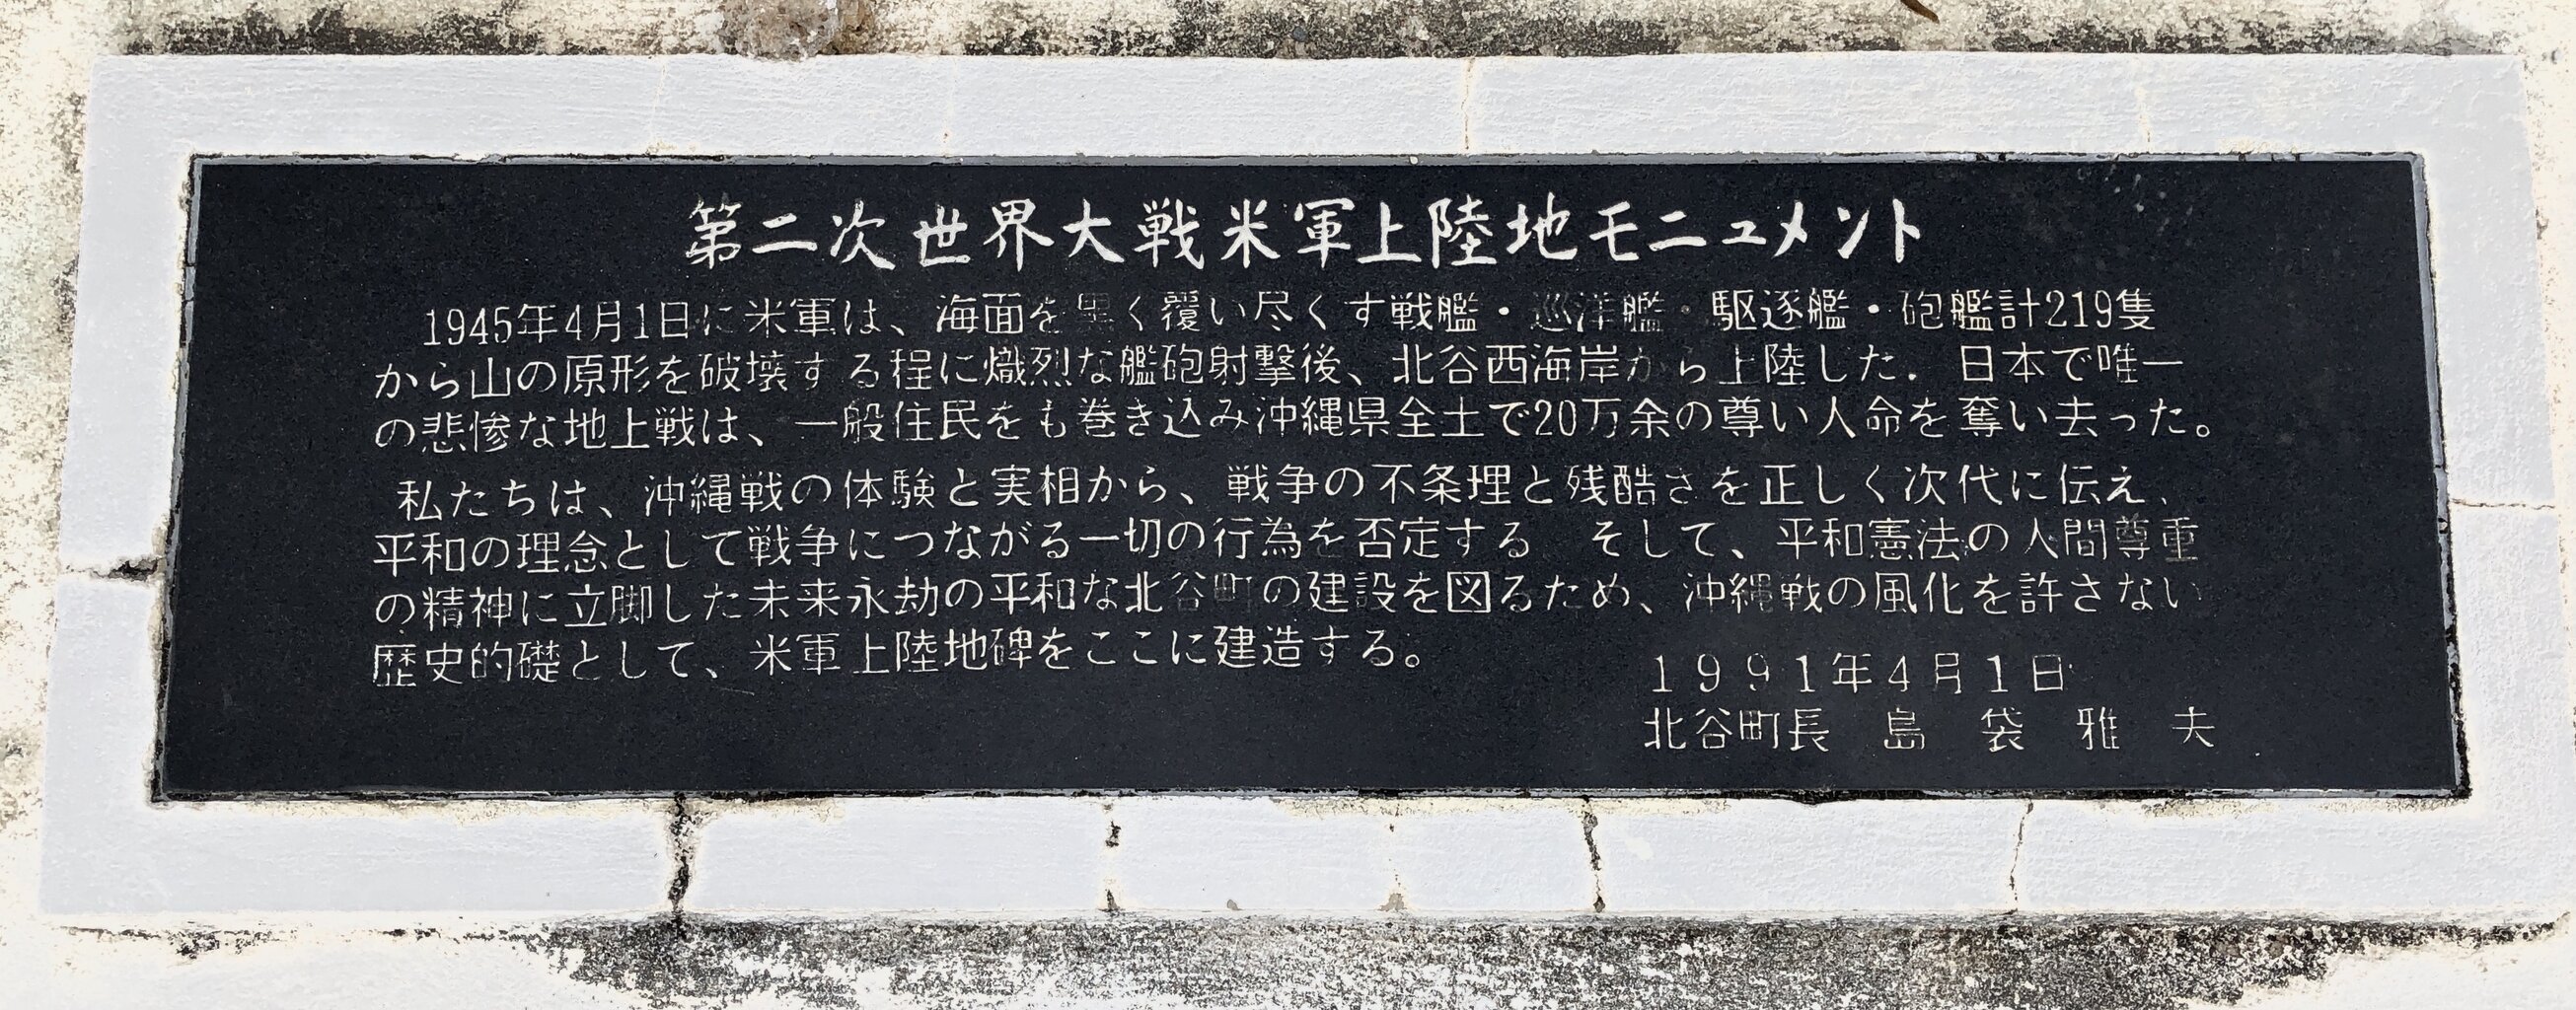 第二次世界大戦米軍上陸地モニュメント
1945年4月1日に米軍は、海面を黒く覆い尽くす戦艦・巡洋艦・駆逐艦・砲艦計219隻
から山の原形を破壊する程に熾烈な艦砲射撃後、北谷西海岸から上陸した. 日本で唯一
の悲惨な地上戦は、一般住民をも巻き込み沖縄県全土で20万余の尊い人命を奪い去った。
私たちは、沖縄戦の体験と実相から、戦争の不条理と残酷さを正しく次代に伝え、
平和の理念として戦争につながる一切の行為を否定する そして、平和憲法の人間尊重
の精神に立脚した未来永劫の平和な北谷町の建設を図るため、沖縄戦の風化を許さない
歴史的礎として、米軍上陸地碑をここに建造する。
1991年4月1日
北谷町長 島 袋 雅 夫